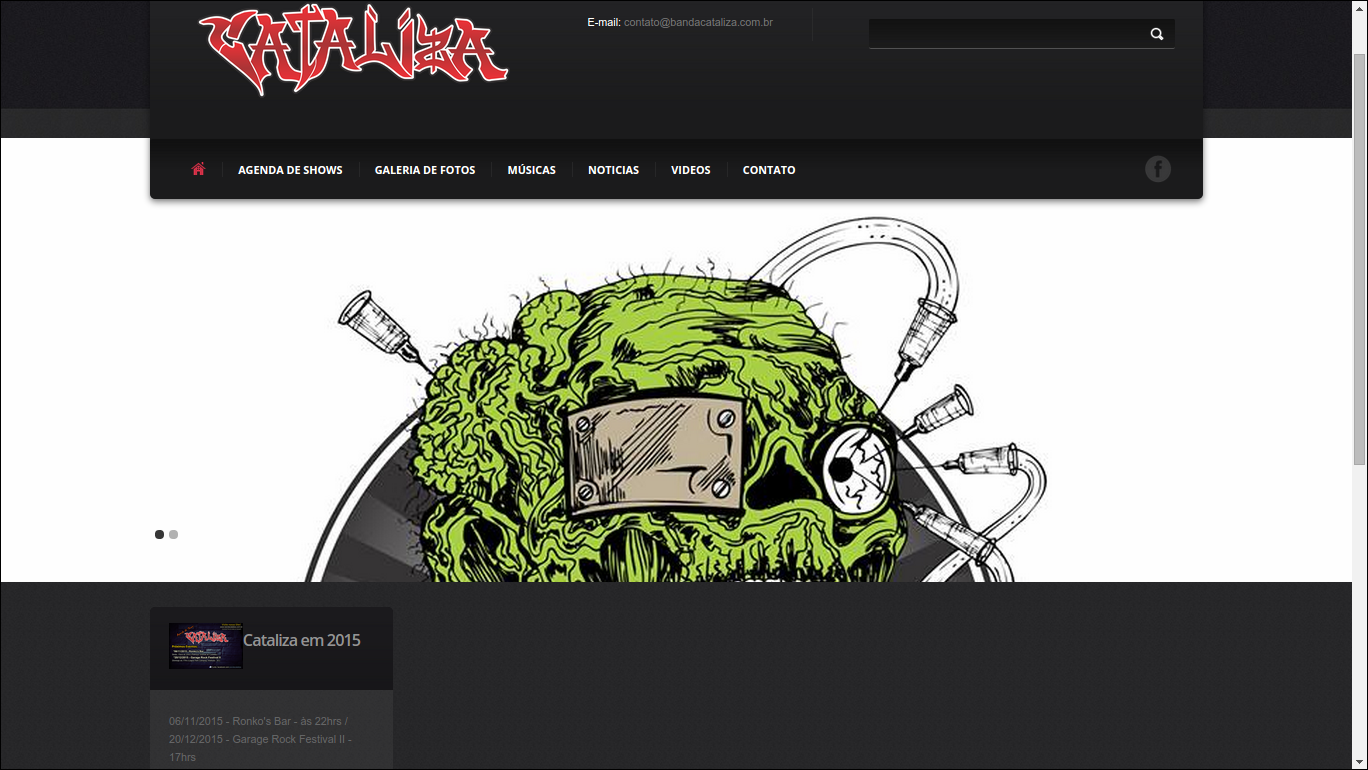 CATALiZA
E-mail: contato@bandacataliza.com.br
AGENDA DE SHOWS
GALERIA DE FOTOS
MÚSICAS
NOTICIAS
VIDEOS
CONTATO
f
CATALiZA
Cataliza em 2015
06/11/2015 - Ronko's Bar - às 22hrs /
20/12/2015 - Garage Rock Festival II -
17hrs